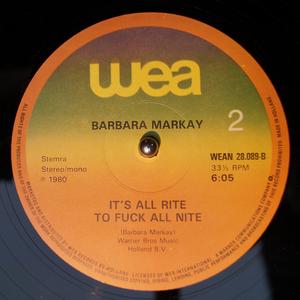 wea
BARBARA MARKAY
2
Stemra
Stereo/mono
℗ 1980
WEAN 28.089-B
33⅓ RPM
6:05
IT'S ALL RITE
TO FUCK ALL NITE
(Barbara Markay)
Warner Bros Music
Holland B.V.